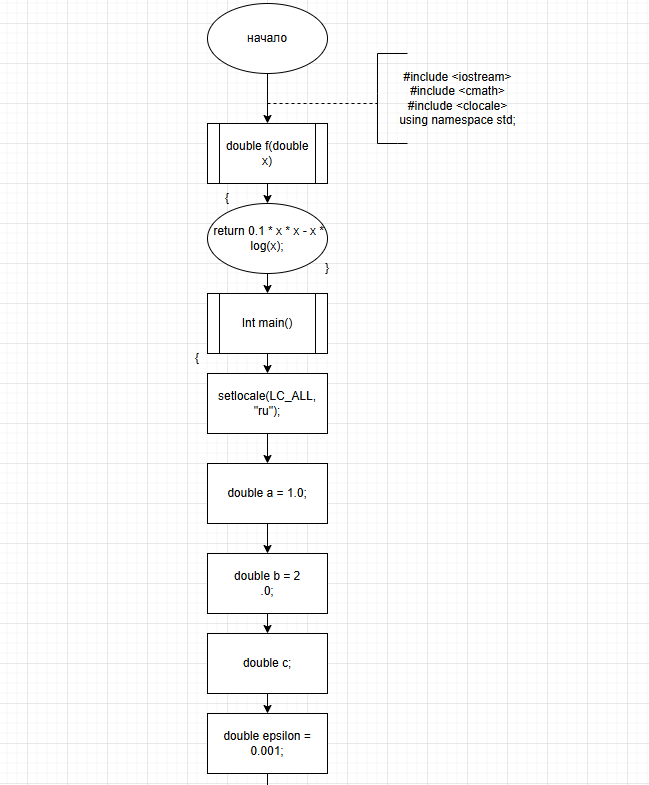 начало
#include <iostream>
#include <cmath>
#include <clocale>
using namespace std;
double f(double
x)
{
return 0.1 * x * x - x *
log(x);
}
Int main()
{
setlocale(LC_ALL,
"ru");
double a = 1.0;
double b = 2
.0;
double c;
double epsilon =
0.001;